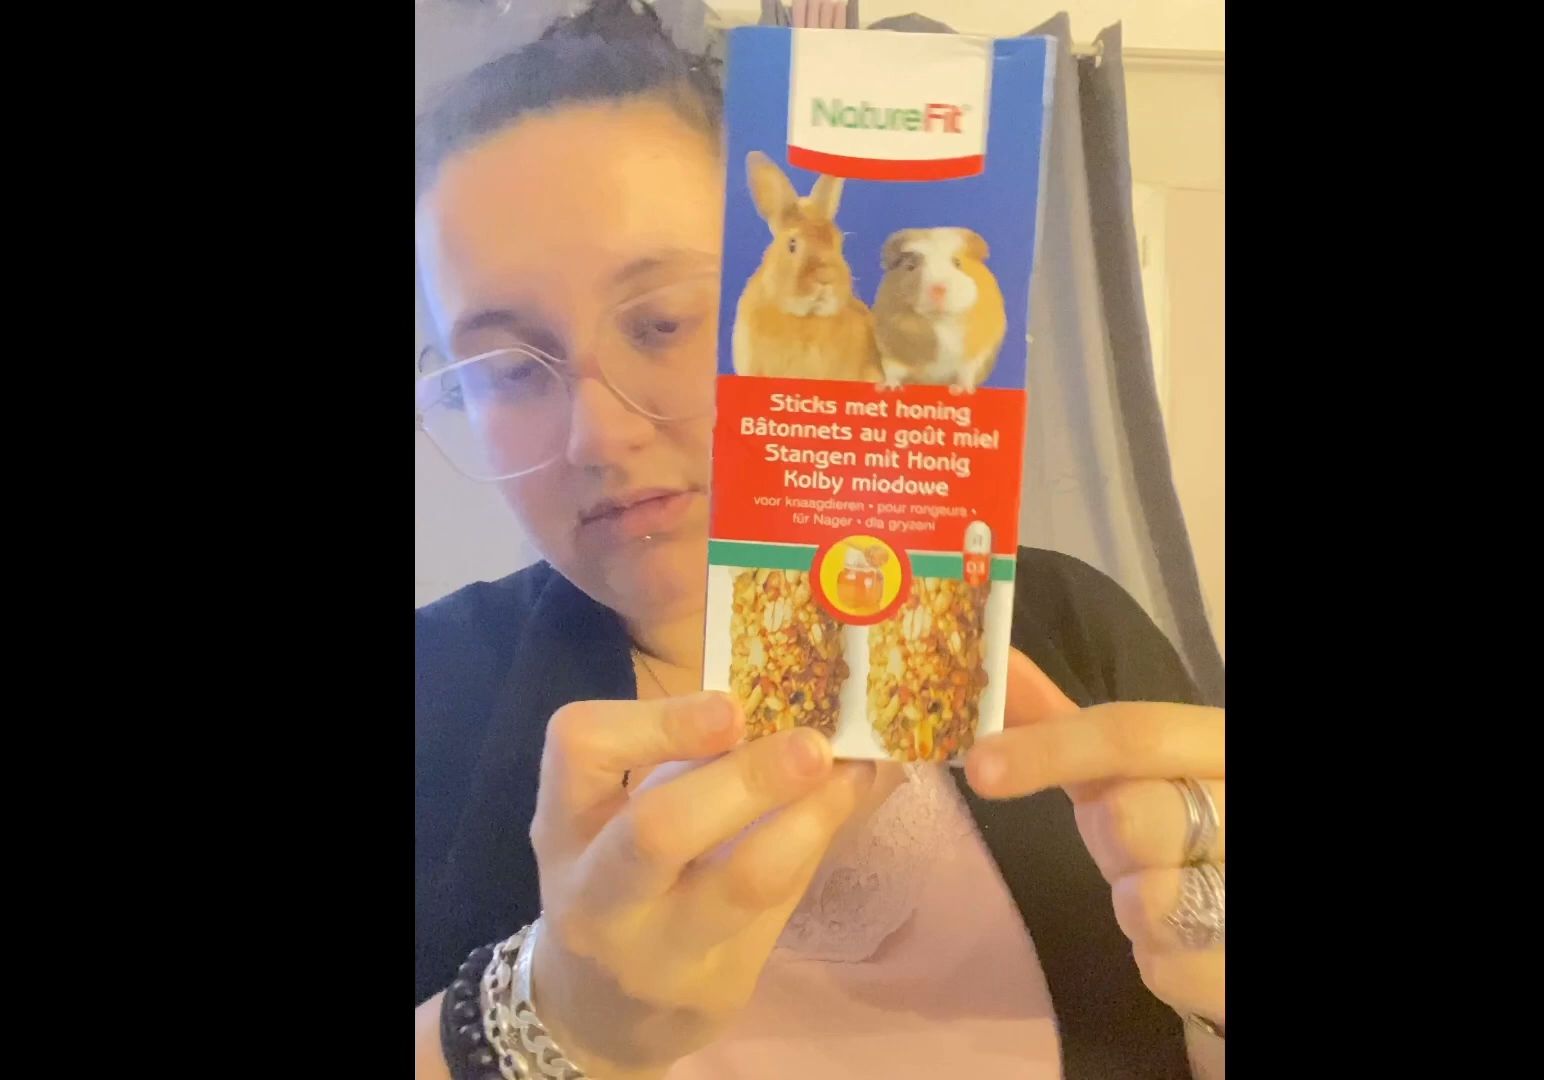 NatureFit
Sticks met honing
Bâtonnets au goût miel
Stangen mit Honig
Kolby miodowe
voor knaagdieren • pour rongeurs •
für Nager • dla gryzoni
A
D3